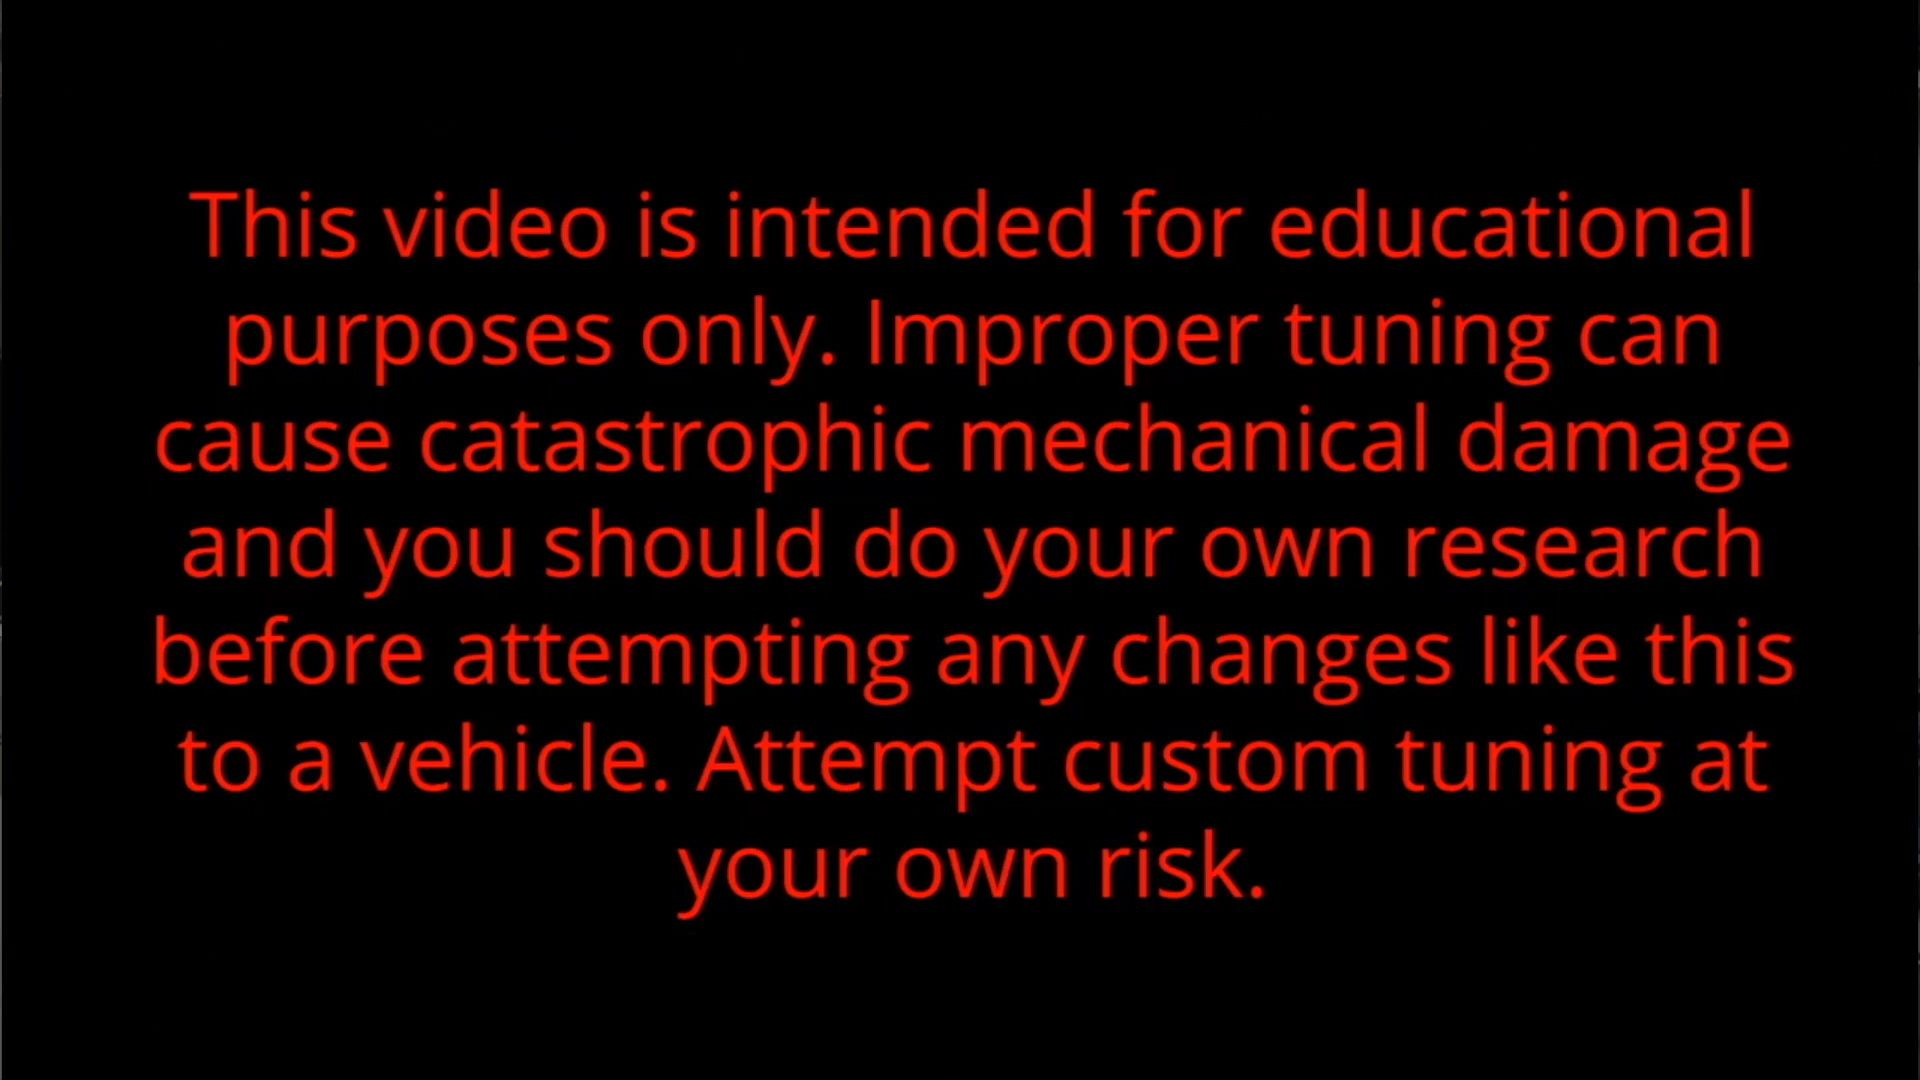 This video is intended for educational
purposes only. Improper tuning can
cause catastrophic mechanical damage
and you should do your own research
before attempting any changes like this
to a vehicle. Attempt custom tuning at
your own risk.